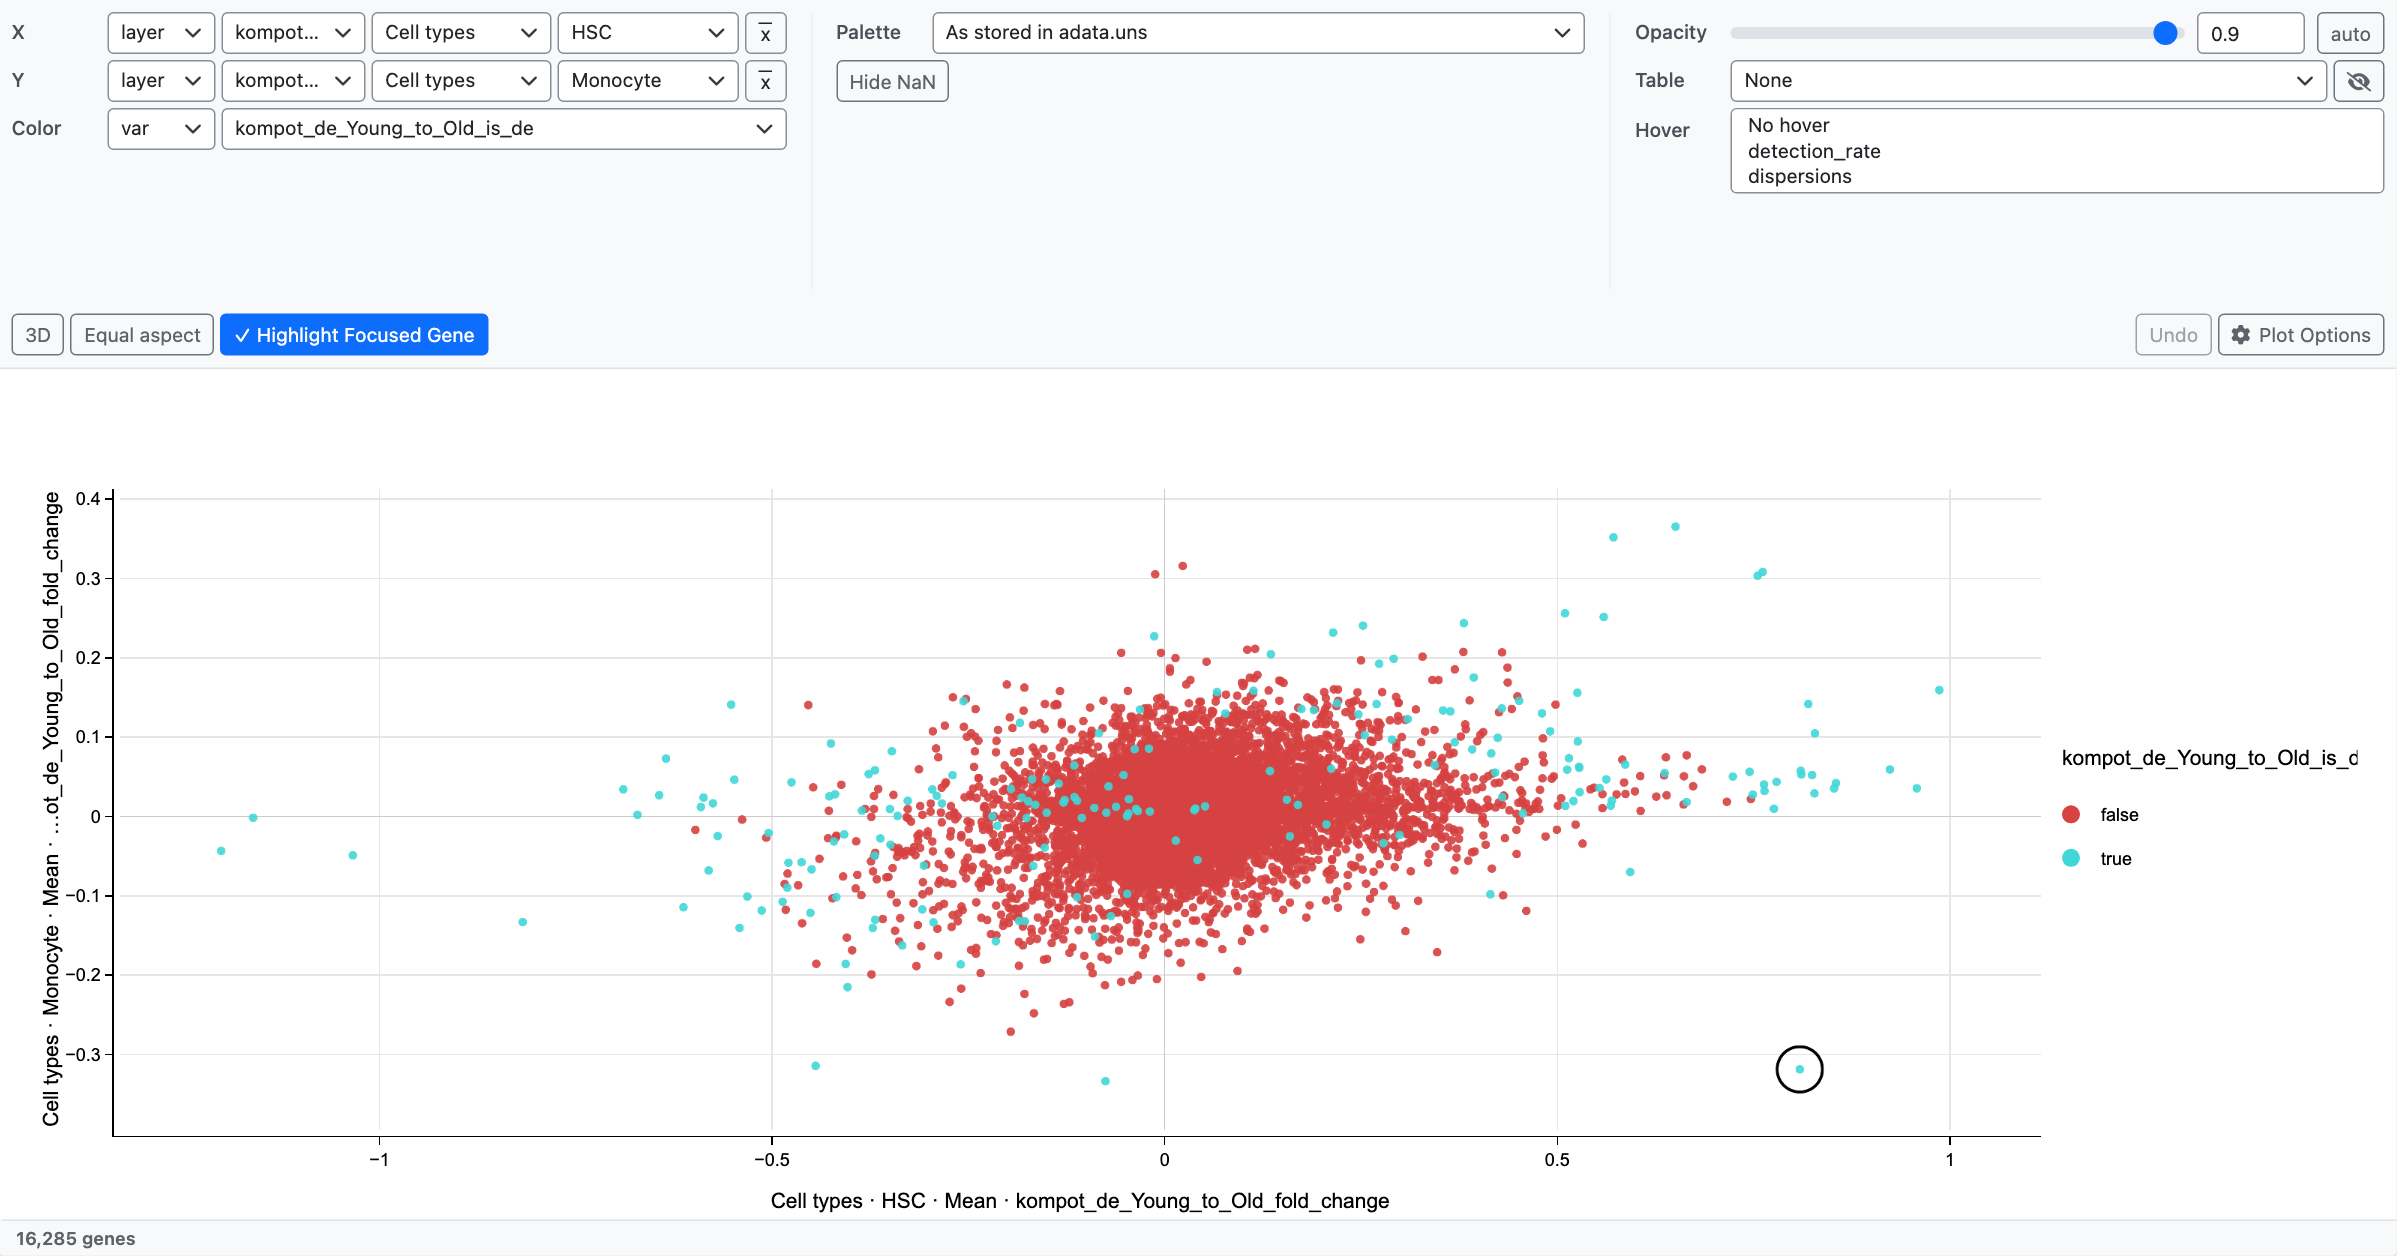 X layer kompot... Cell types HSC x
Y layer kompot... Cell types Monocyte x
Color var kompot_de_Young_to_Old_is_de
Palette As stored in adata.uns
Hide NaN
Opacity 0.9 auto
Table None
Hover No hover
detection_rate
dispersions
3D Equal aspect ✓ Highlight Focused Gene
Undo Plot Options
Cell types · Monocyte · Mean · ...ot_de_Young_to_Old_fold_change
0.4
0.3
0.2
0.1
0
−0.1
−0.2
−0.3
−1 −0.5 0 0.5 1
Cell types · HSC · Mean · kompot_de_Young_to_Old_fold_change
kompot_de_Young_to_Old_is_d
false
true
16,285 genes